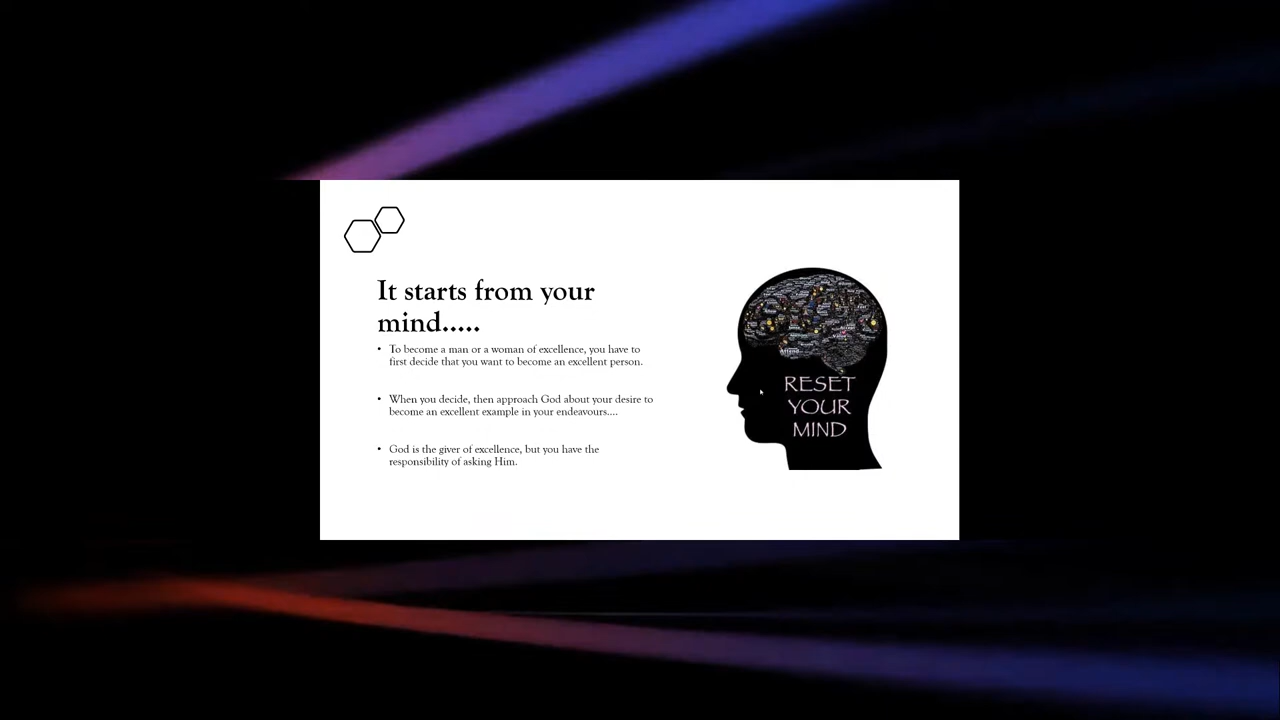 It starts from your
mind.....
• To become a man or a woman of excellence, you have to
first decide that you want to become an excellent person.
• When you decide, then approach God about your desire to
become an excellent example in your endeavours....
• God is the giver of excellence, but you have the
responsibility of asking Him.
RESET
YOUR
MIND